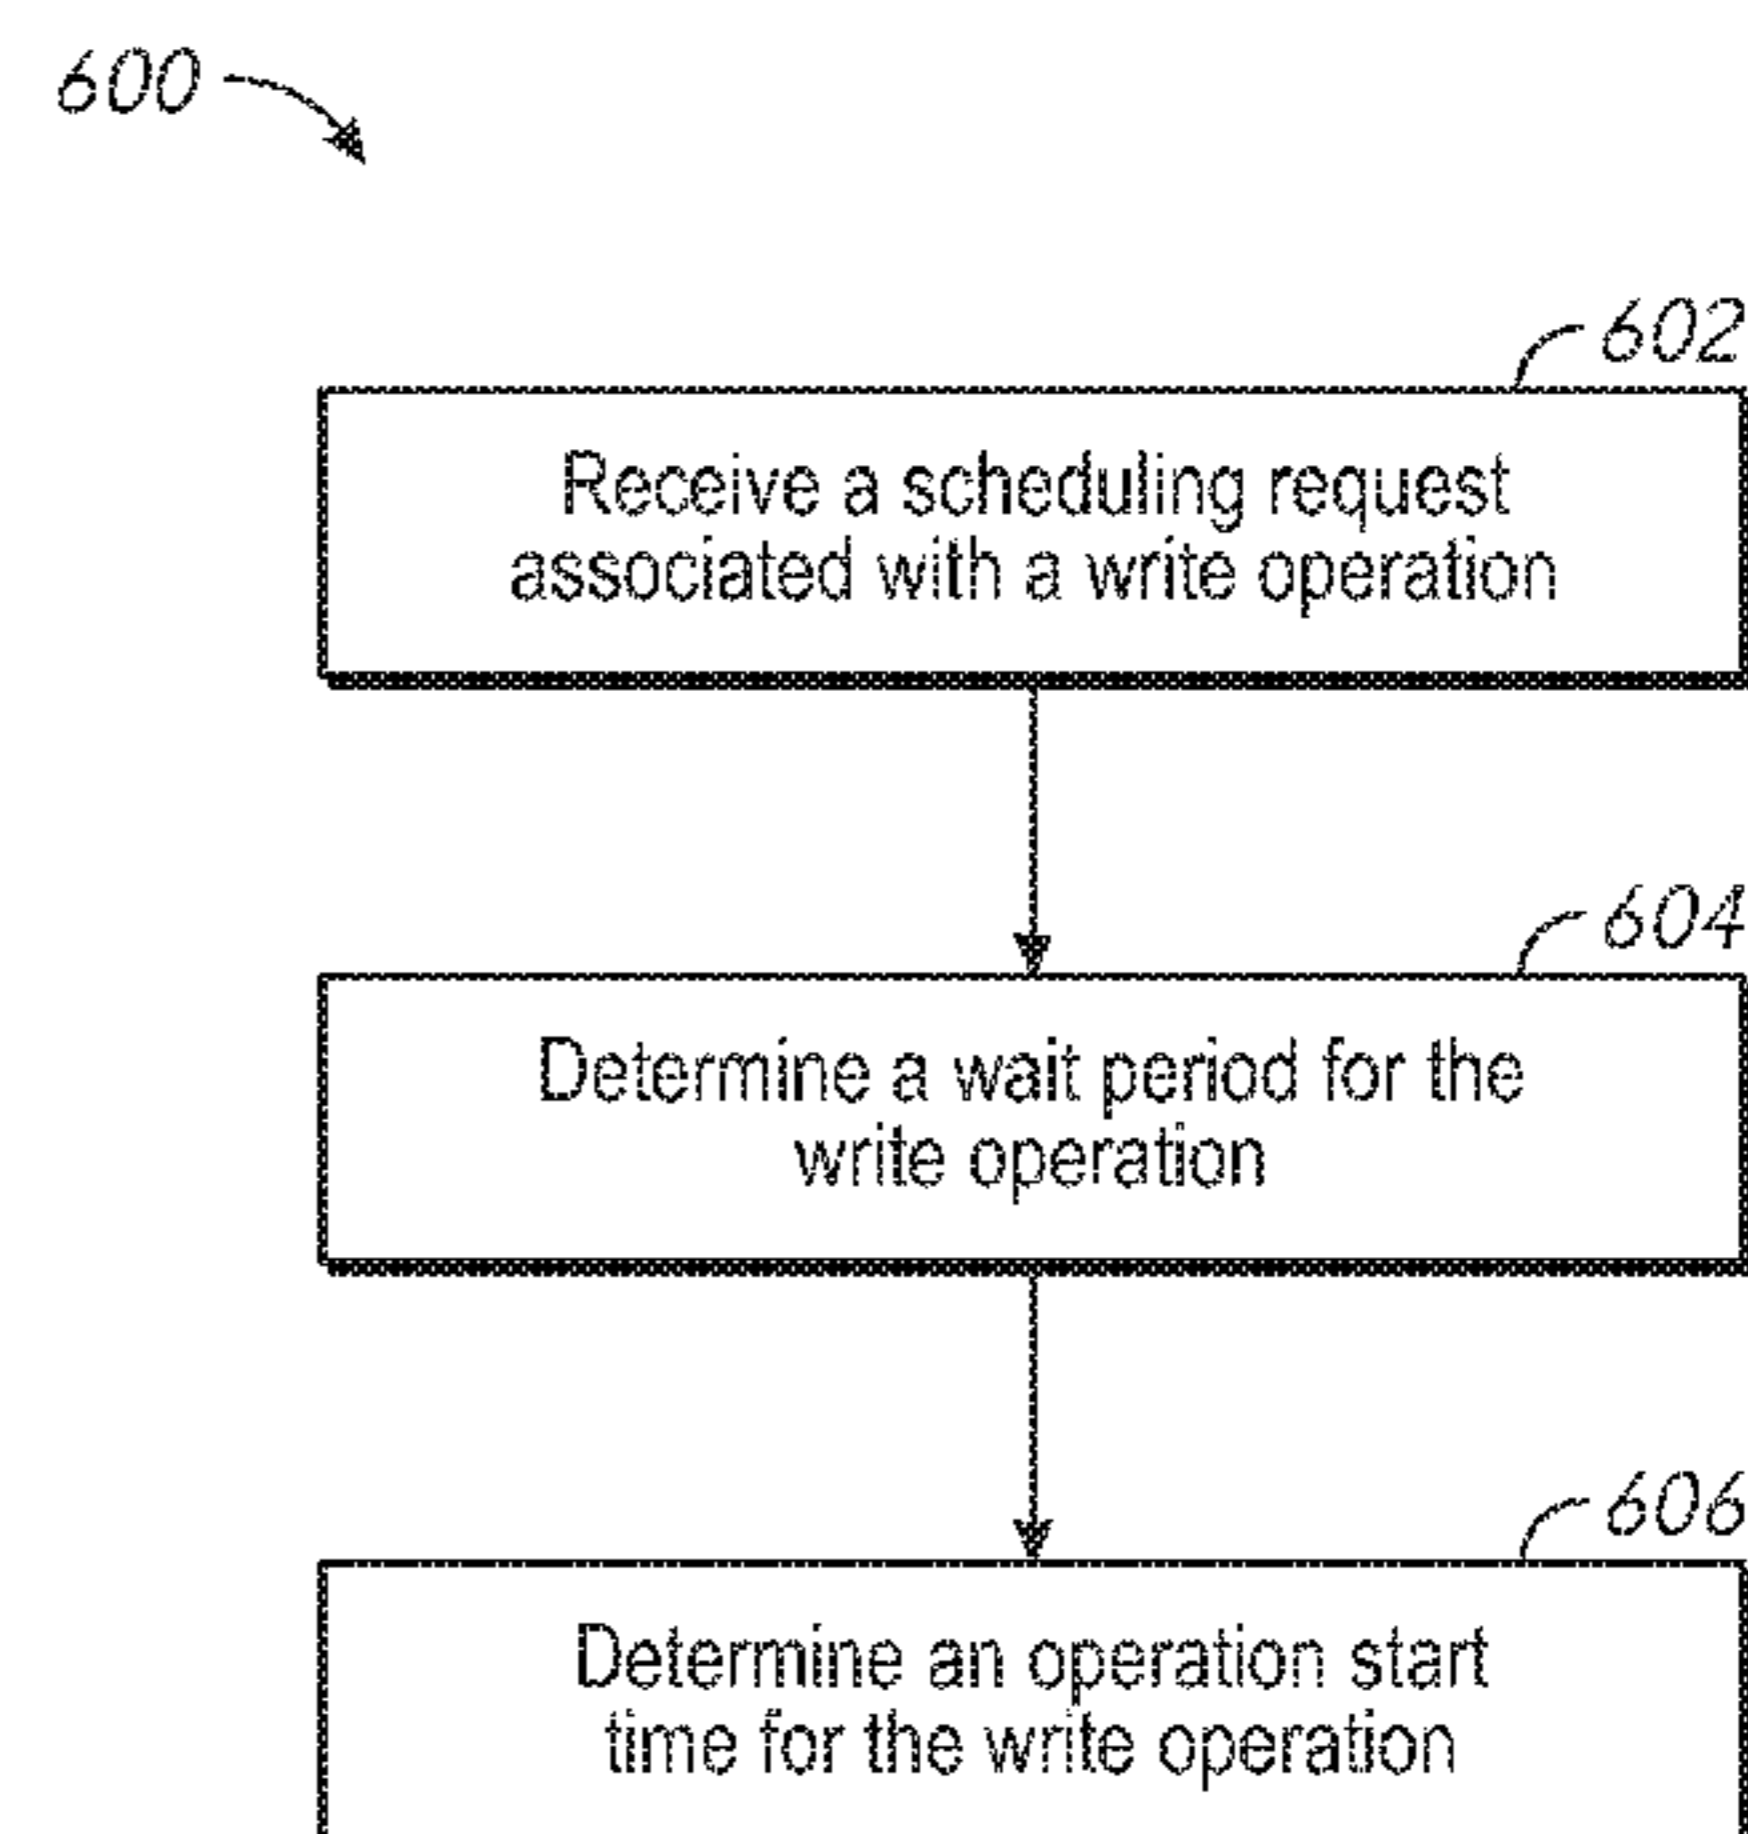 600
602
Receive a scheduling request
associated with a write operation
604
Determine a wait period for the
write operation
606
Determine an operation start
time for the write operation